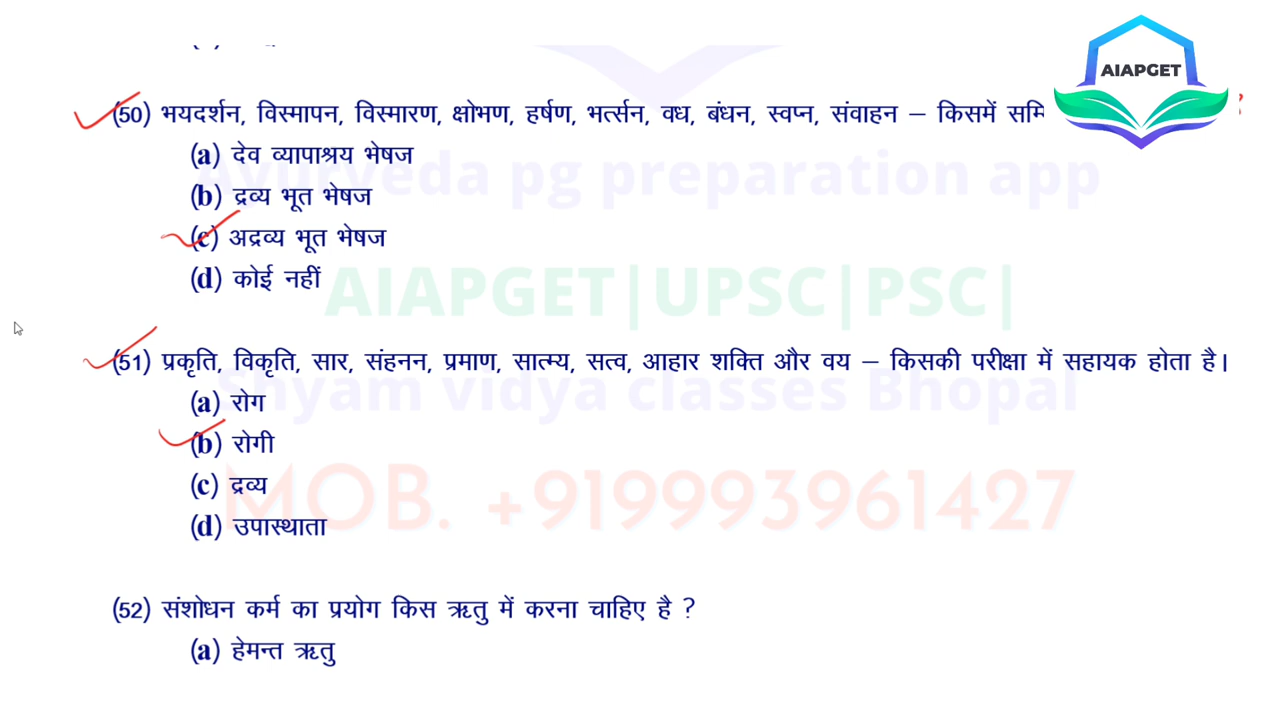 AIAPGET
(50) भयदर्शन, विस्मापन, विस्मारण, क्षोभण, हर्षण, भर्त्सन, वध, बंधन, स्वप्न, संवाहन – किसमें
(a) देव व्यापाश्रय भेषज
Ayurveda pg preparation app
(b) द्रव्य भूत भेषज
(c) अद्रव्य भूत भेषज
(d) कोई नहीं
AIAPGET|UPSC|PSC|
(51) प्रकृति, विकृति, सार, संहनन, प्रमाण, सात्म्य, सत्व, आहार शक्ति और वय – किसकी परीक्षा में सहायक होता है।
Shyam vidya classes Bhopal
(a) रोग
(b) रोगी
(c) द्रव्य
MOB. +919993961427
(d) उपास्थाता
(52) संशोधन कर्म का प्रयोग किस ऋतु में करना चाहिए है ?
(a) हेमन्त ऋतु